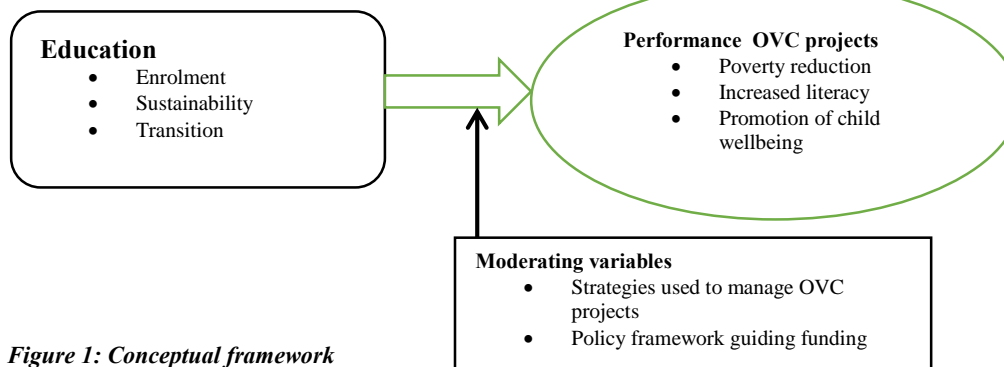 Education
• Enrolment
• Sustainability
• Transition
Performance OVC projects
• Poverty reduction
• Increased literacy
• Promotion of child
wellbeing
Moderating variables
• Strategies used to manage OVC
projects
• Policy framework guiding funding
Figure 1: Conceptual framework